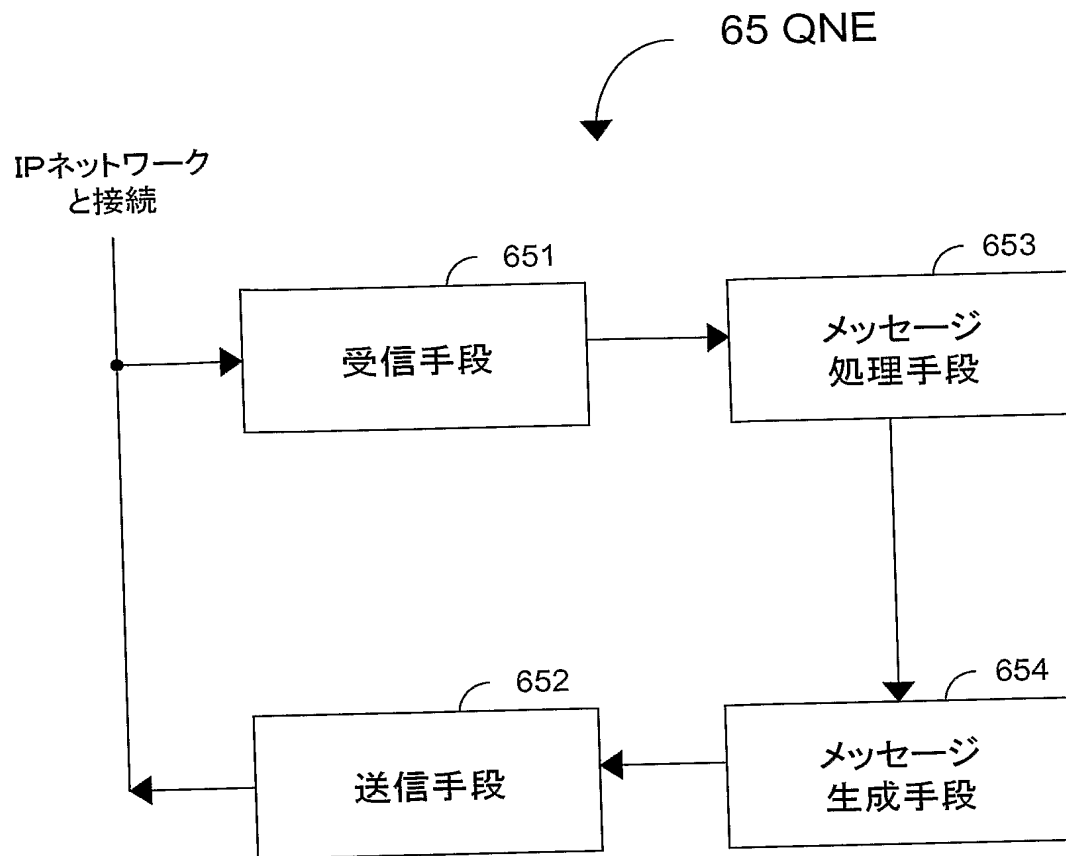 65 QNE
IPネットワーク
と接続
651
受信手段
653
メッセージ
処理手段
652
送信手段
654
メッセージ
生成手段